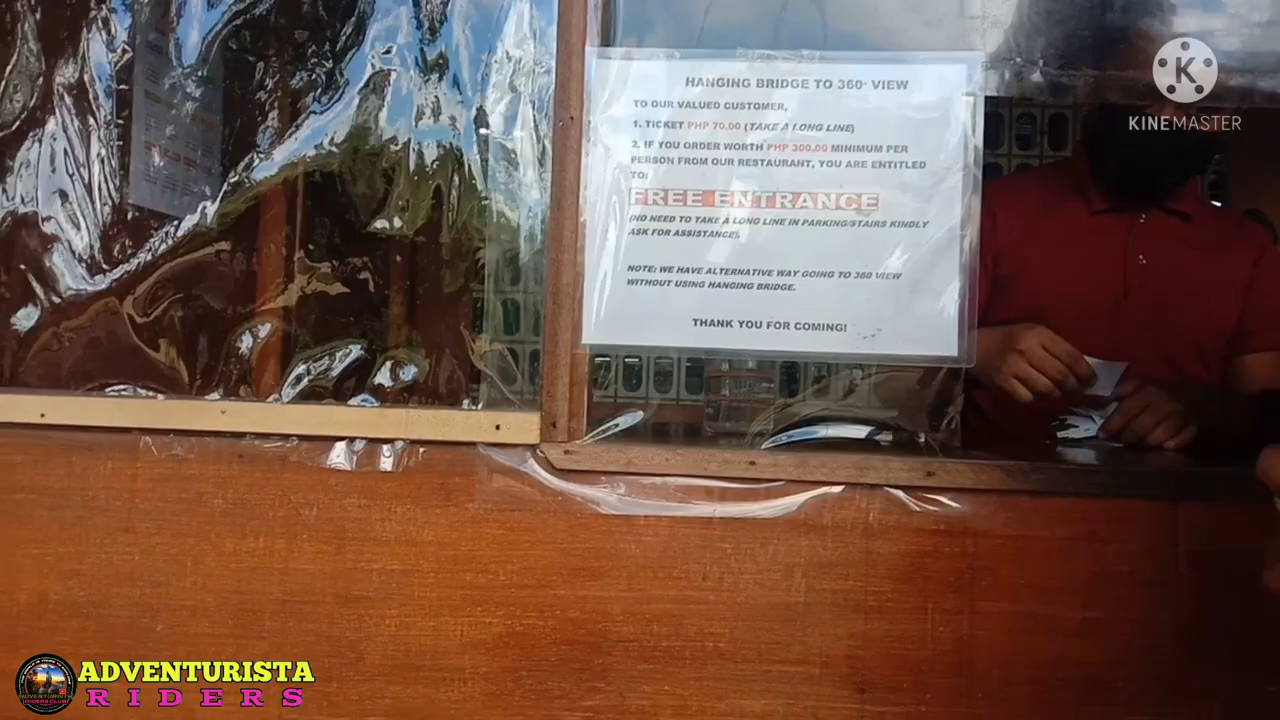 HANGING BRIDGE TO 360° VIEW
TO OUR VALUED CUSTOMER,
1. TICKET PHP 70.00 (TAKE A LONG LINE)
2. IF YOU ORDER WORTH PHP 300.00 MINIMUM PER
PERSON FROM OUR RESTAURANT, YOU ARE ENTITLED
TO:
FREE ENTRANCE
(NO NEED TO TAKE A LONG LINE IN PARKING/STAIRS KINDLY
ASK FOR ASSISTANCE).
NOTE: WE HAVE ALTERNATIVE WAY GOING TO 360 VIEW
WITHOUT USING HANGING BRIDGE.
THANK YOU FOR COMING!
K
KINEMASTER
ADVENTURISTA
RIDERS